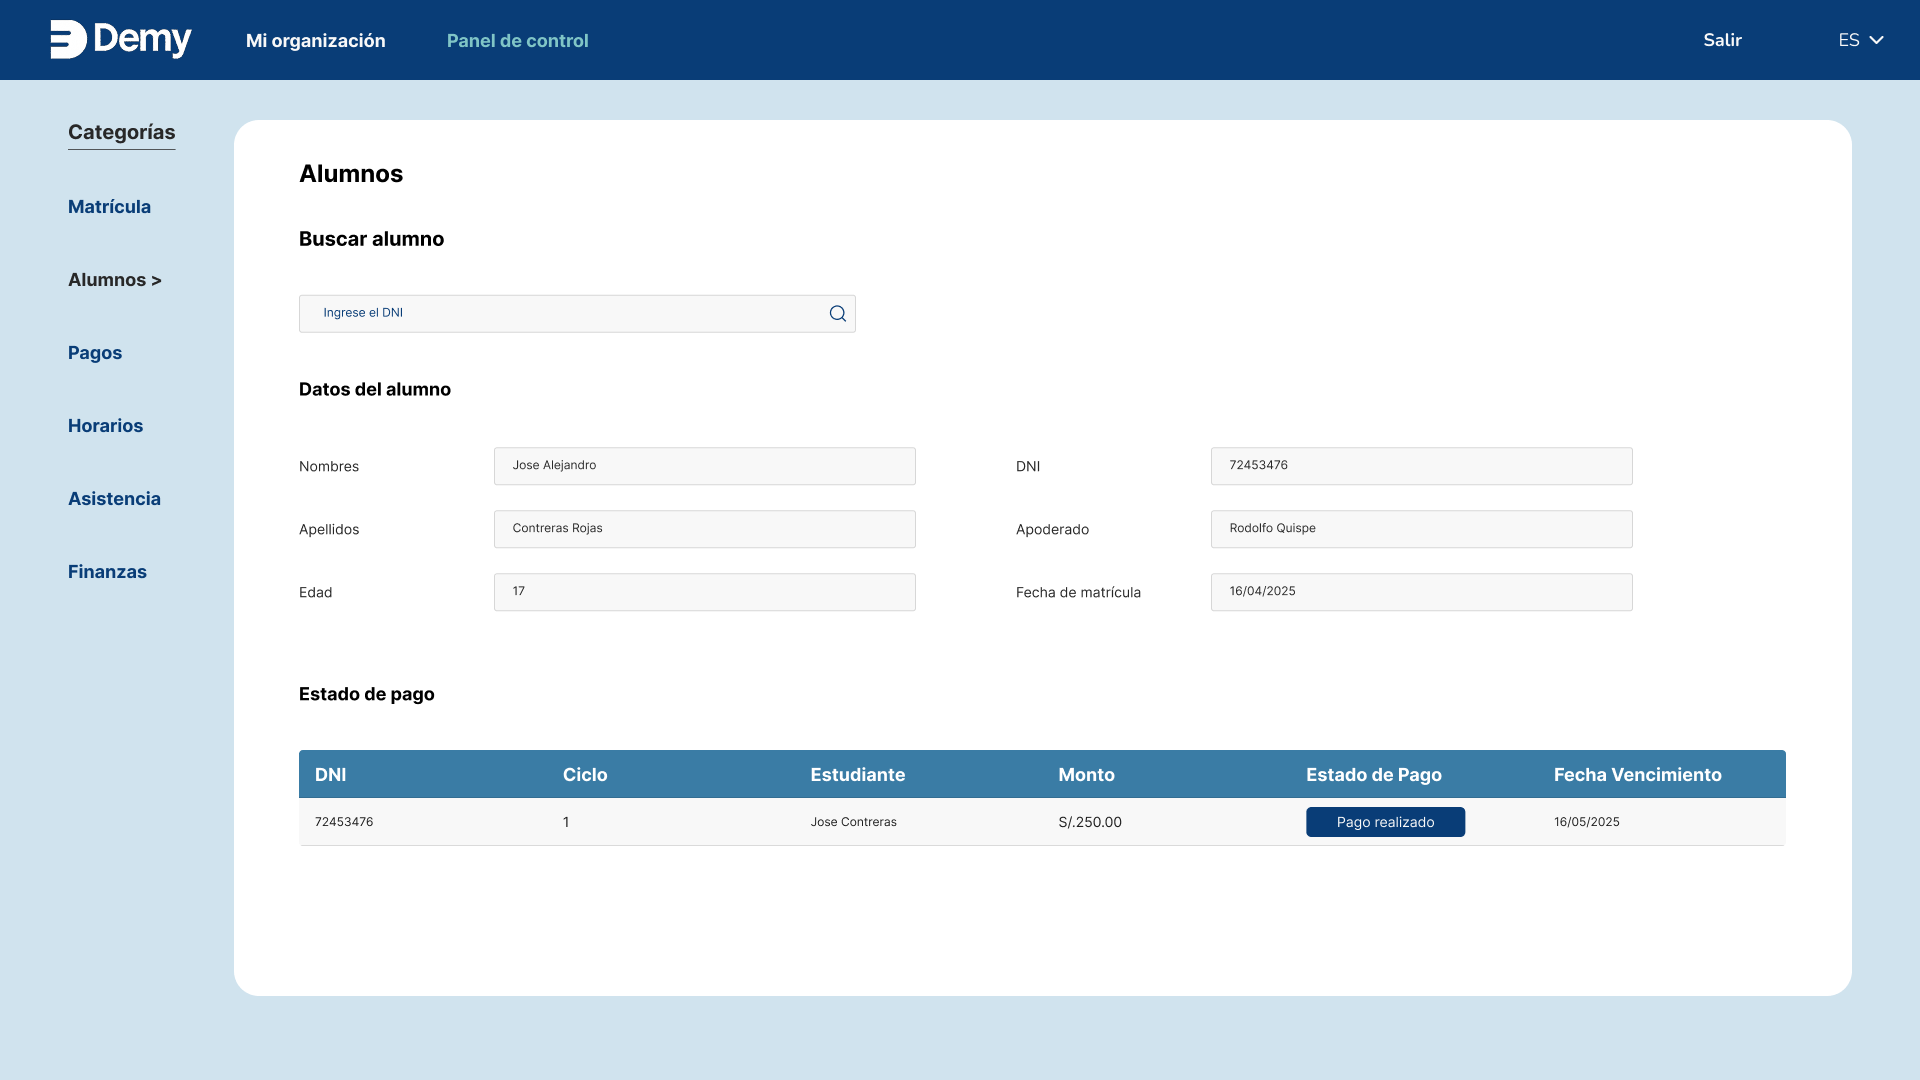 Demy
Mi organización
Panel de control
Salir
ES
Categorías
Matrícula
Alumnos >
Pagos
Horarios
Asistencia
Finanzas
Alumnos
Buscar alumno
Ingrese el DNI
Datos del alumno
Nombres Jose Alejandro DNI 72453476
Apellidos Contreras Rojas Apoderado Rodolfo Quispe
Edad 17 Fecha de matrícula 16/04/2025
Estado de pago
DNI Ciclo Estudiante Monto Estado de Pago Fecha Vencimiento
72453476 1 Jose Contreras S/.250.00 Pago realizado 16/05/2025